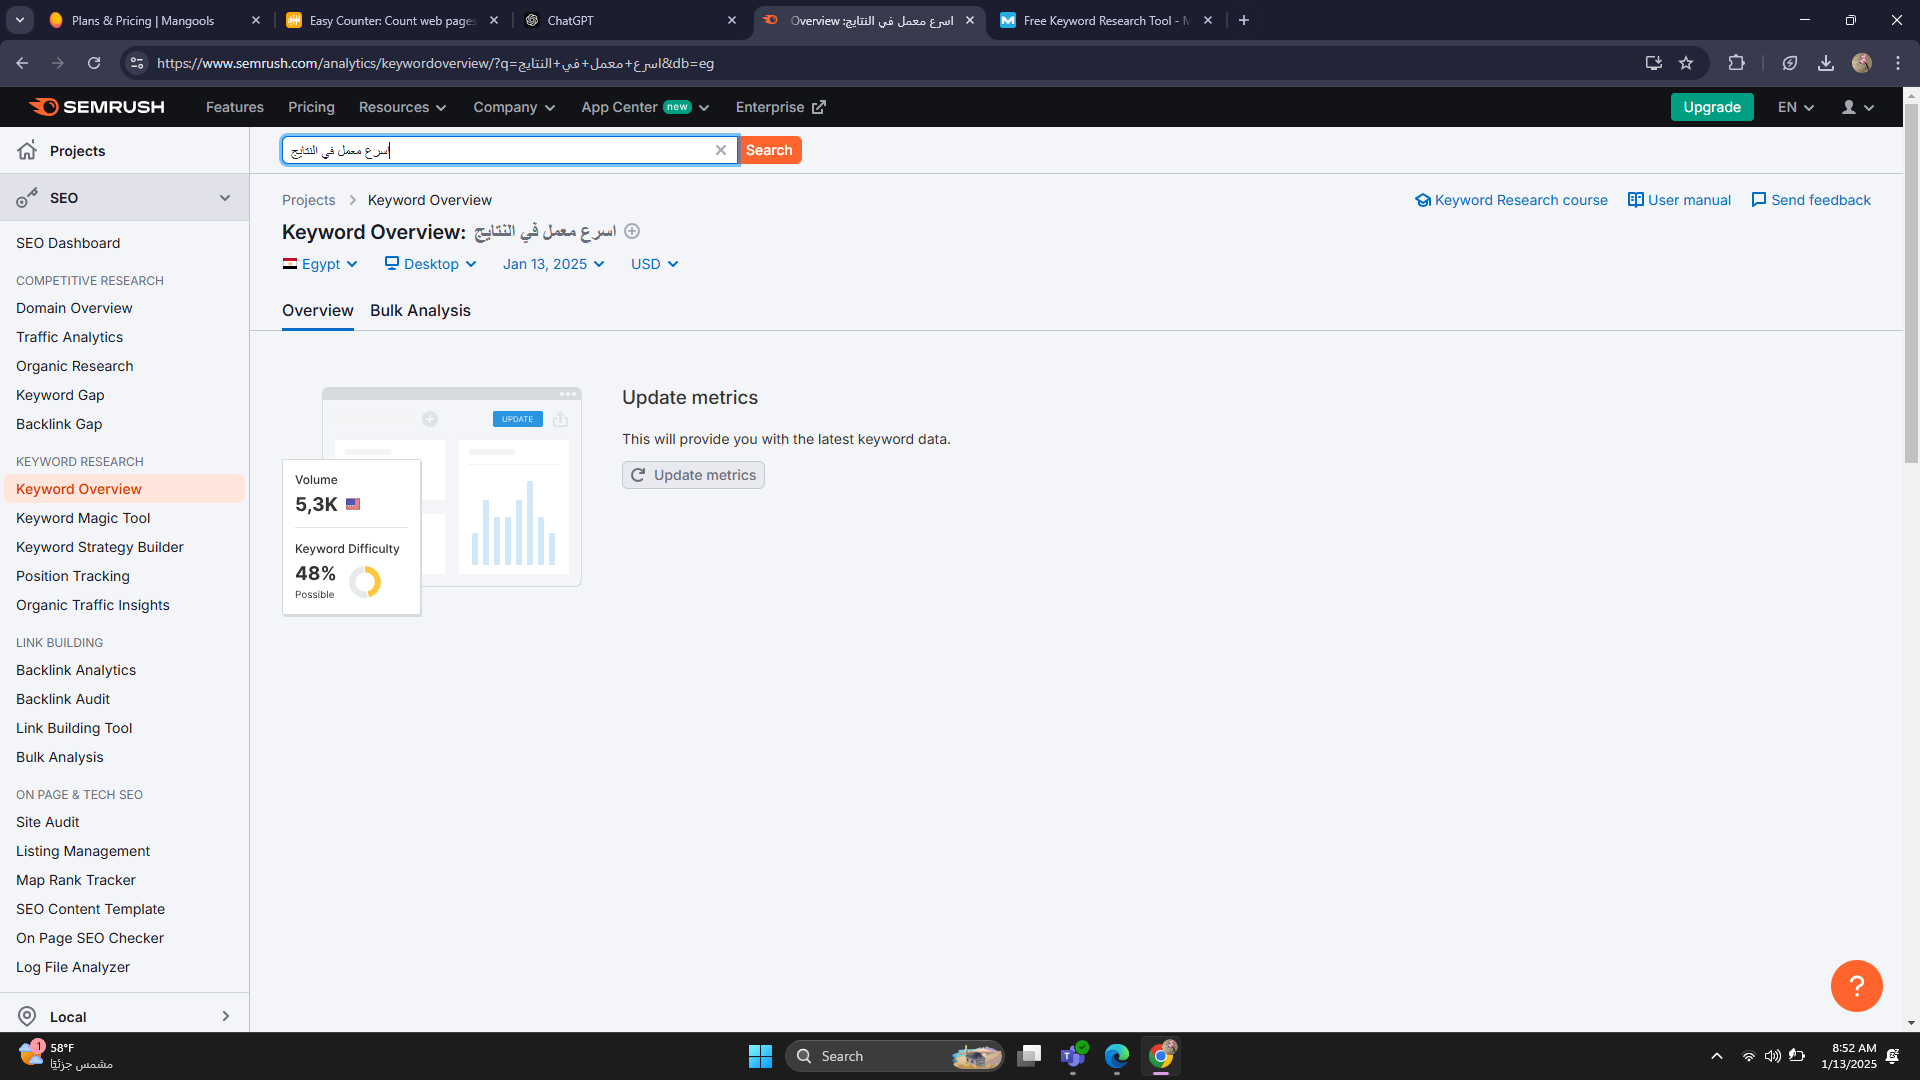 Plans & Pricing | Mangools
Easy Counter: Count web pages
ChatGPT
Overview: اسرع معمل في النتايج
Free Keyword Research Tool - M
https://www.semrush.com/analytics/keywordoverview/?q=اسرع+معمل+في+النتايج&db=eg
SEMRUSH
Features
Pricing
Resources
Company
App Center new
Enterprise
Upgrade
EN
Projects
اسرع معمل في النتايج
Search
SEO
Projects > Keyword Overview
Keyword Research course
User manual
Send feedback
Keyword Overview: اسرع معمل في النتايج
Egypt
Desktop
Jan 13, 2025
USD
Overview
Bulk Analysis
SEO Dashboard
COMPETITIVE RESEARCH
Domain Overview
Traffic Analytics
Organic Research
Keyword Gap
Backlink Gap
KEYWORD RESEARCH
Keyword Overview
Keyword Magic Tool
Keyword Strategy Builder
Position Tracking
Organic Traffic Insights
LINK BUILDING
Backlink Analytics
Backlink Audit
Link Building Tool
Bulk Analysis
ON PAGE & TECH SEO
Site Audit
Listing Management
Map Rank Tracker
SEO Content Template
On Page SEO Checker
Log File Analyzer
Local
UPDATE
Volume
5,3K
Keyword Difficulty
48%
Possible
Update metrics
This will provide you with the latest keyword data.
Update metrics
?
1
58°F
مشمس جزئيًا
Search
8:52 AM
1/13/2025